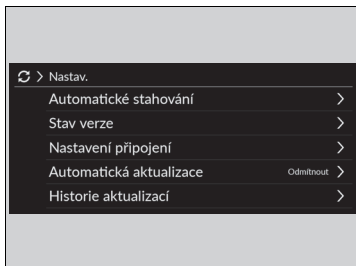 Nastav.
Automatické stahování
Stav verze
Nastavení připojení
Automatická aktualizace Odmítnout
Historie aktualizací